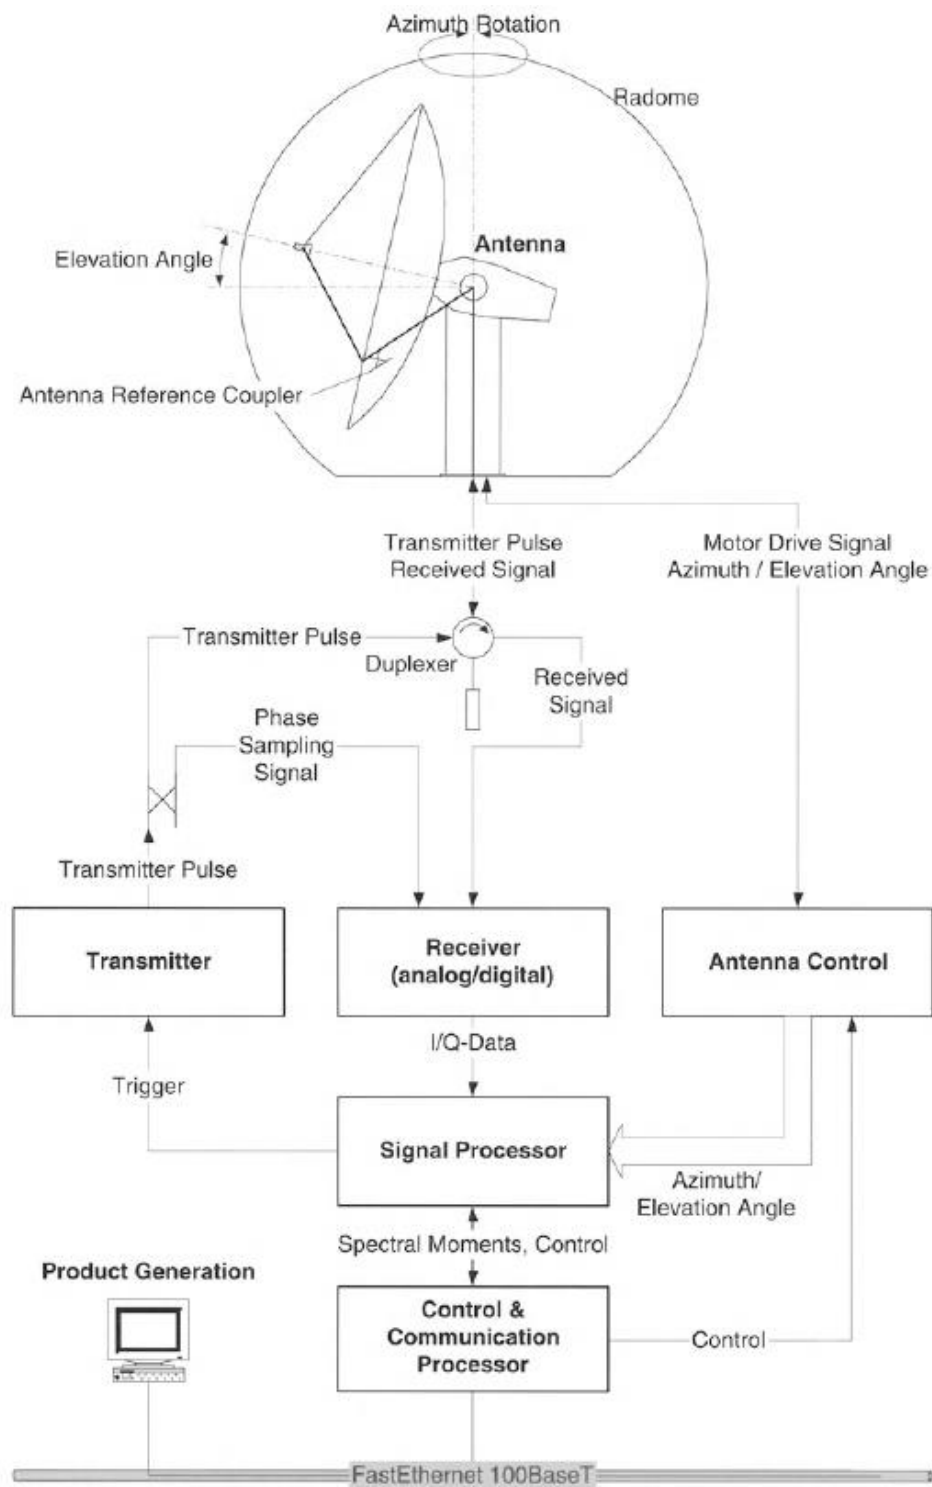 Azimuth Rotation
Radome
Antenna
Elevation Angle
Antenna Reference Coupler
Transmitter Pulse
Received Signal
Motor Drive Signal
Azimuth / Elevation Angle
Transmitter Pulse
Duplexer
Received
Signal
Phase
Sampling
Signal
Transmitter Pulse
Transmitter
Receiver
(analog/digital)
Antenna Control
I/Q-Data
Trigger
Signal Processor
Azimuth/
Elevation Angle
Spectral Moments, Control
Product Generation
Control &
Communication
Processor
Control
FastEthernet 100BaseT